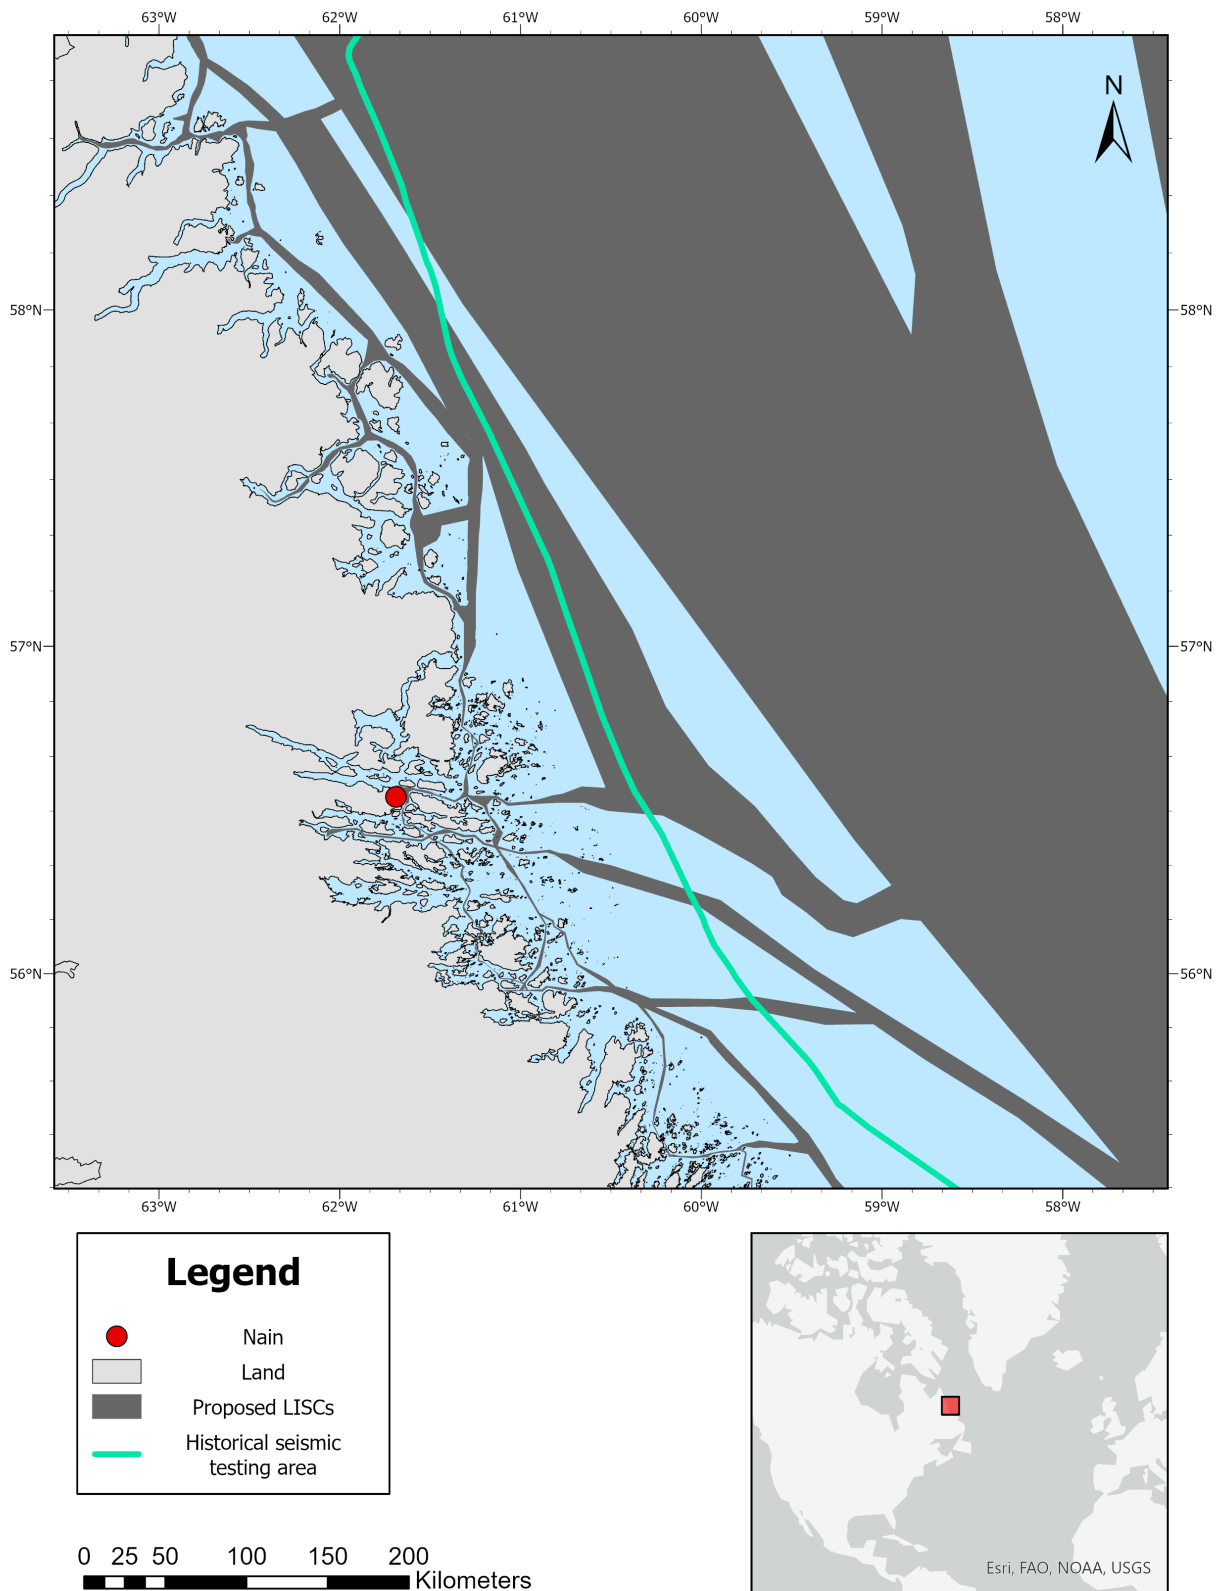 63°W 62°W 61°W 60°W 59°W 58°W
N
58°N 58°N
57°N 57°N
56°N 56°N
63°W 62°W 61°W 60°W 59°W 58°W
Legend
Nain
Land
Proposed LISCs
Historical seismic
testing area
0 25 50 100 150 200
Kilometers
Esri, FAO, NOAA, USGS